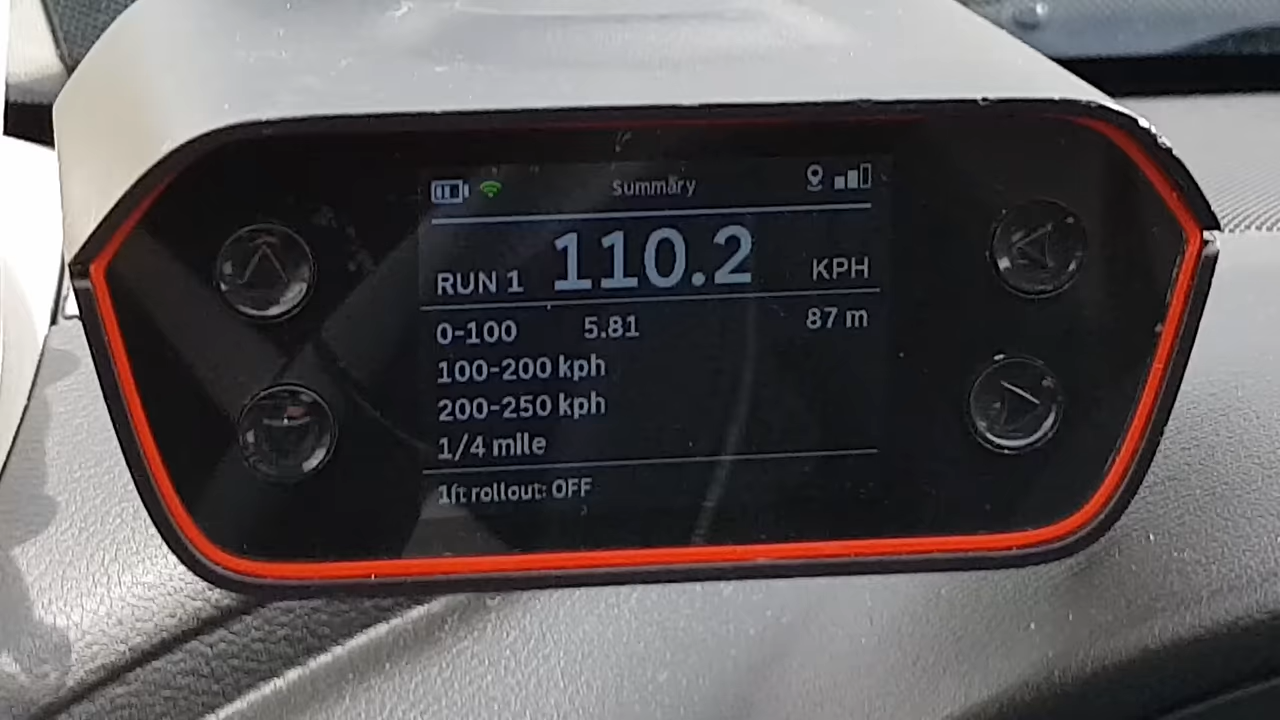 Summary
RUN 1 110.2 KPH
0-100 5.81 87 m
100-200 kph
200-250 kph
1/4 mile
1ft rollout: OFF